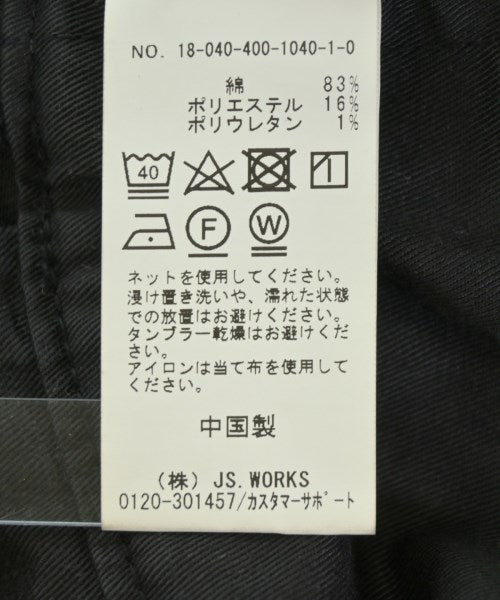 NO. 18-040-400-1040-1-0
綿 83%
ポリエステル 16%
ポリウレタン 1%
40
F W
ネットを使用してください。
浸け置き洗いや、濡れた状態
での放置はお避けください。
タンブラー乾燥はお避けくだ
さい。
アイロンは当て布を使用して
ください。
中国製
(株) JS.WORKS
0120-301457/カスタマーサポート